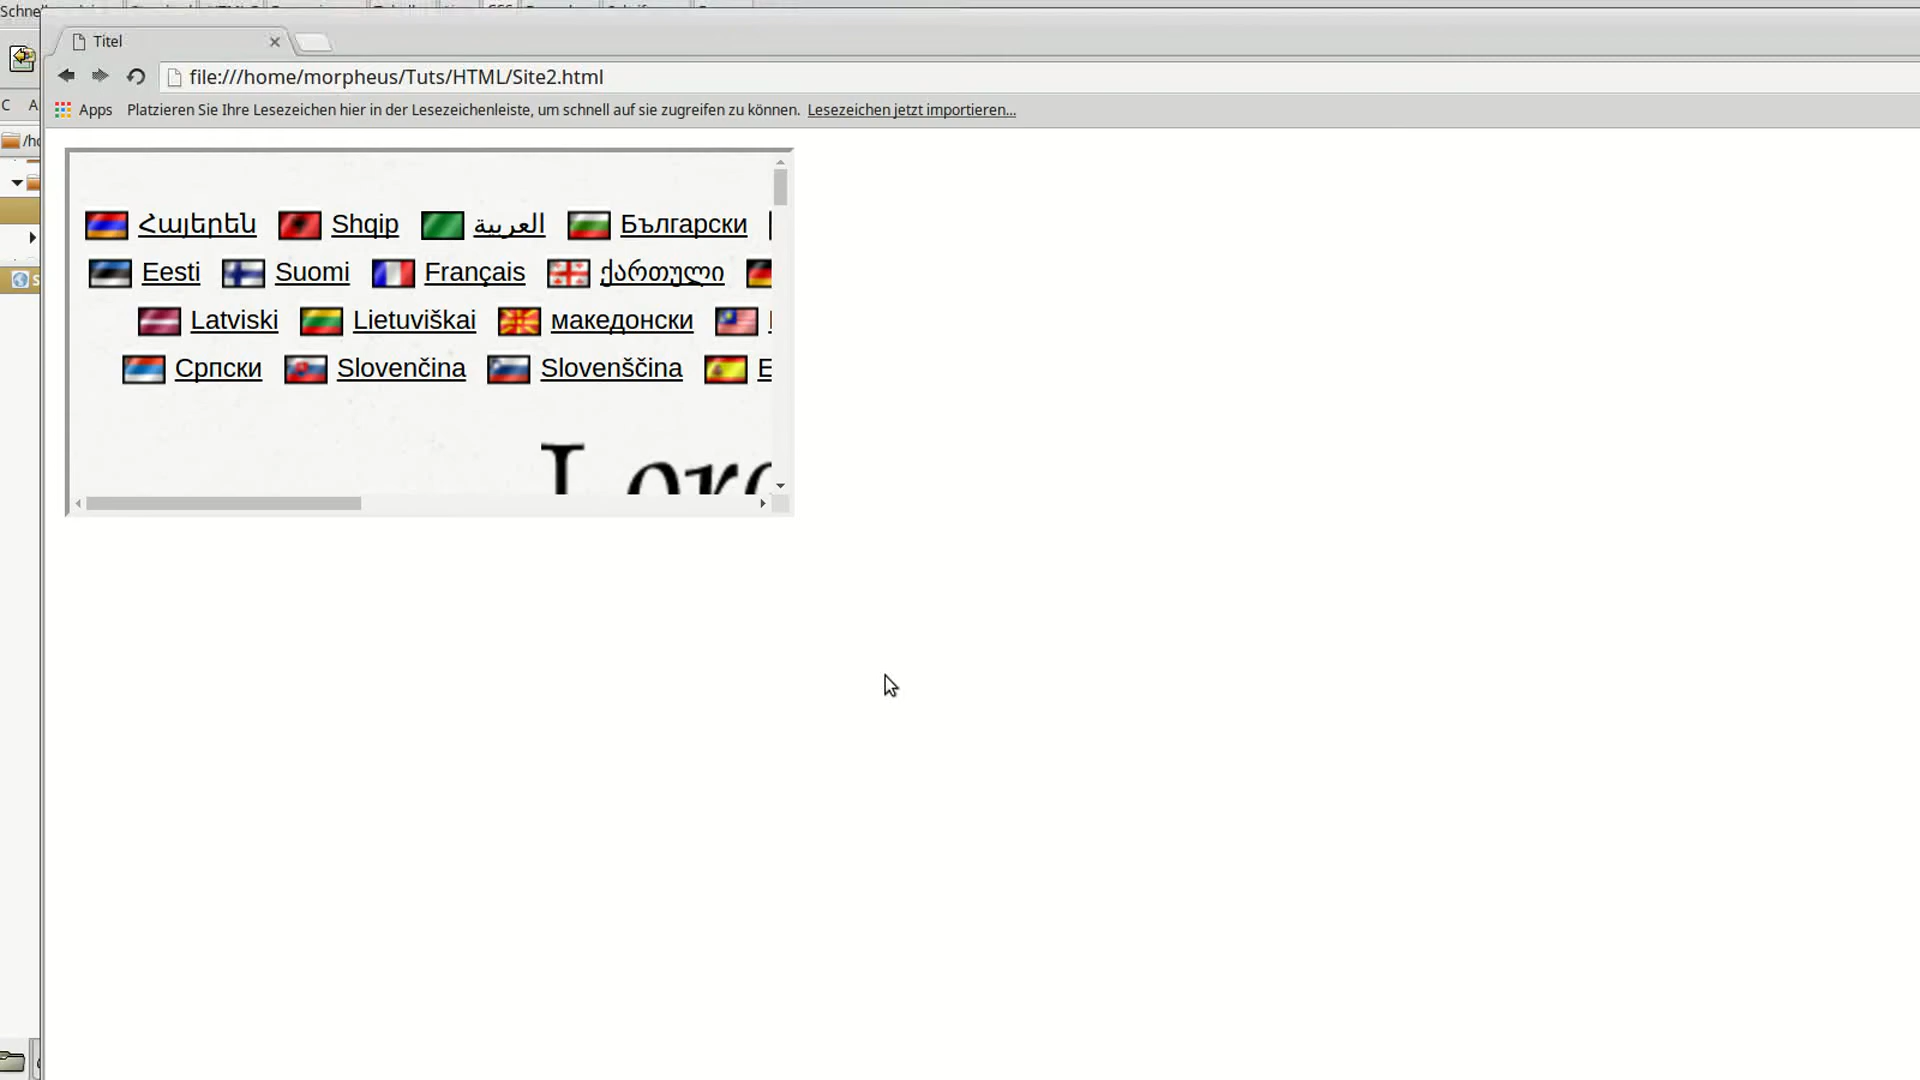 Titel
file:///home/morpheus/Tuts/HTML/Site2.html
Apps Platzieren Sie Ihre Lesezeichen hier in der Lesezeichenleiste, um schnell auf sie zugreifen zu können. Lesezeichen jetzt importieren...
C A
/ho
Հայերեն Shqip العربية Български
Eesti Suomi Français ქართული
Latviski Lietuviškai македонски
Српски Slovenčina Slovenščina E
Lore